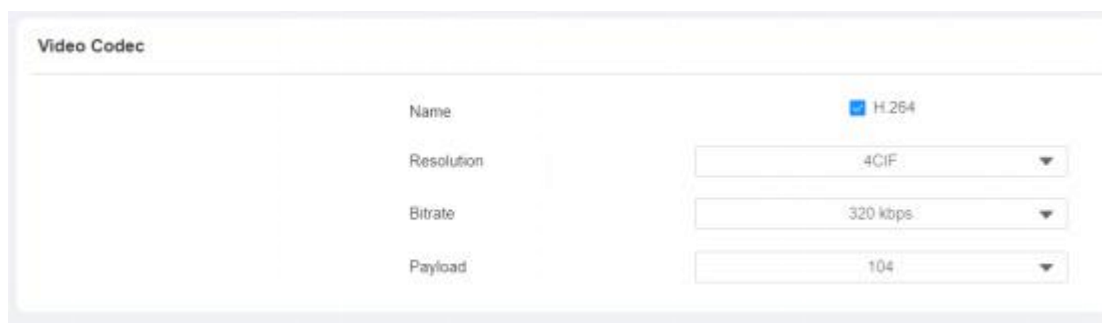 Video Codec
Name H.264
Resolution 4CIF
Bitrate 320 kbps
Payload 104